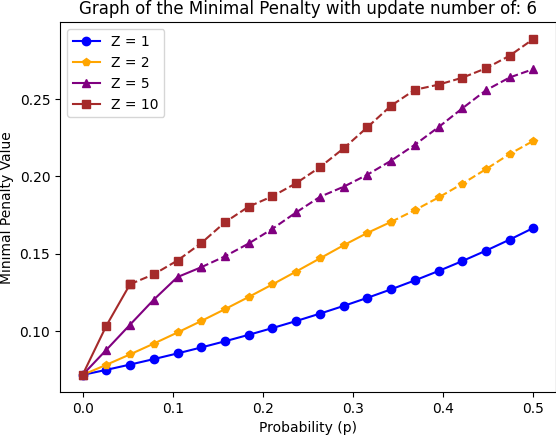 Graph of the Minimal Penalty with update number of: 6
Z = 1
Z = 2
Z = 5
Z = 10
Minimal Penalty Value
0.25
0.20
0.15
0.10
0.0 0.1 0.2 0.3 0.4 0.5
Probability (p)